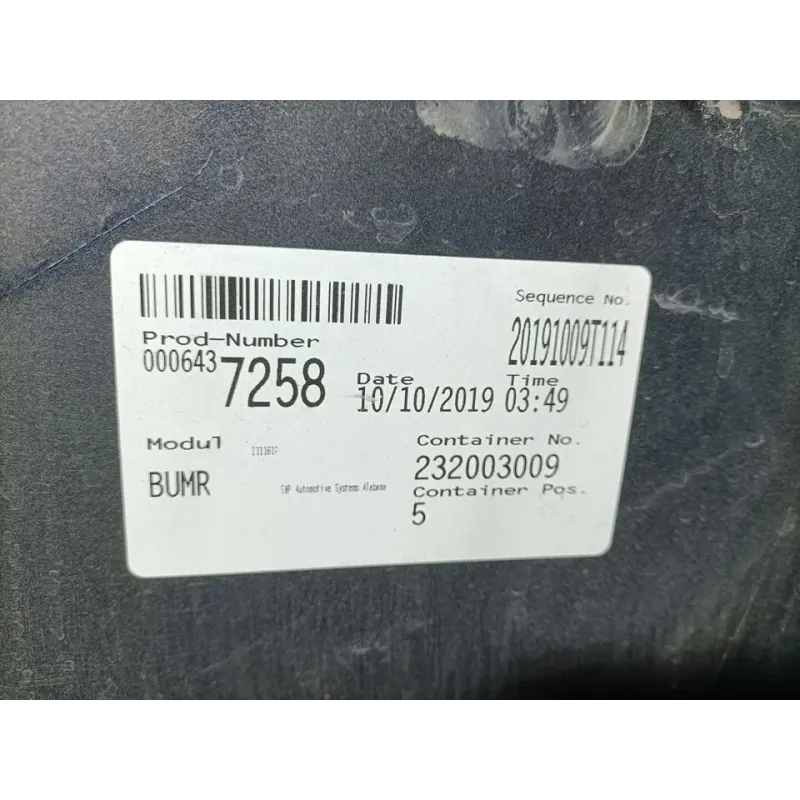 Sequence No.
20191009T114
Prod-Number
000643 7258
Date Time
10/10/2019 03:49
Modul
BUMR
Automotive Systems Alabama
Container No.
232003009
Container Pos.
5